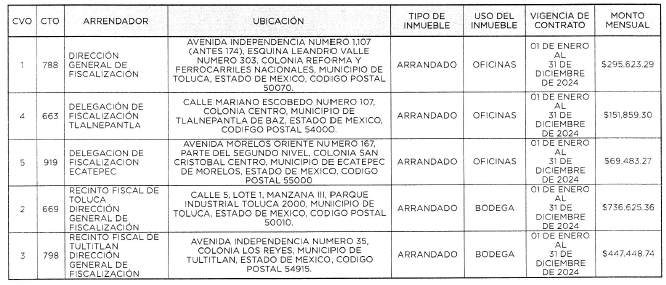 CVO CTO ARRENDADOR UBICACIÓN TIPO DE INMUEBLE USO DEL INMUEBLE VIGENCIA DE CONTRATO MONTO MENSUAL
1 788 DIRECCIÓN GENERAL DE FISCALIZACIÓN AVENIDA INDEPENDENCIA NUMERO 1,107 (ANTES 174), ESQUINA LEANDRO VALLE NUMERO 303, COLONIA REFORMA Y FERROCARRILES NACIONALES, MUNICIPIO DE TOLUCA, ESTADO DE MEXICO, CODIGO POSTAL 50070. ARRANDADO OFICINAS 01 DE ENERO AL 31 DE DICIEMBRE DE 2024 $295,623.29
4 663 DELEGACIÓN DE FISCALIZACIÓN TLALNEPANTLA CALLE MARIANO ESCOBEDO NUMERO 107, COLONIA CENTRO, MUNICIPIO DE TLALNEPANTLA DE BAZ, ESTADO DE MEXICO, CODIFGO POSTAL 54000. ARRANDADO OFICINAS 01 DE ENERO AL 31 DE DICIEMBRE DE 2024 $151,859.30
5 919 DELEGACION DE FISCALIZACION ECATEPEC AVENIDA MORELOS ORIENTE NUMERO 167, PARTE DEL SEGUNDO NIVEL, COLONIA SAN CRISTOBAL CENTRO, MUNICIPIO DE ECATEPEC DE MORELOS, ESTADO DE MEXICO, CODIGO POSTAL 55000 ARRANDADO OFICINAS 01 DE ENERO AL 31 DE DICIEMBRE DE 2024 $69,483.27
2 669 RECINTO FISCAL DE TOLUCA DIRECCIÓN GENERAL DE FISCALIZACIÓN CALLE 5, LOTE 1, MANZANA III, PARQUE INDUSTRIAL TOLUCA 2000, MUNICIPIO DE TOLUCA, ESTADO DE MEXICO, CODIGO POSTAL 50010. ARRANDADO BODEGA 01 DE ENERO AL 31 DE DICIEMBRE DE 2024 $736,625.36
3 798 RECINTO FISCAL DE TULTITLAN DIRECCIÓN GENERAL DE FISCALIZACIÓN AVENIDA INDEPENDENCIA NUMERO 35, COLONIA LOS REYES, MUNICIPIO DE TULTITLAN, ESTADO DE MEXICO, CODIGO POSTAL 54915. ARRANDADO BODEGA 01 DE ENERO AL 31 DE DICIEMBRE DE 2024 $447,448.74